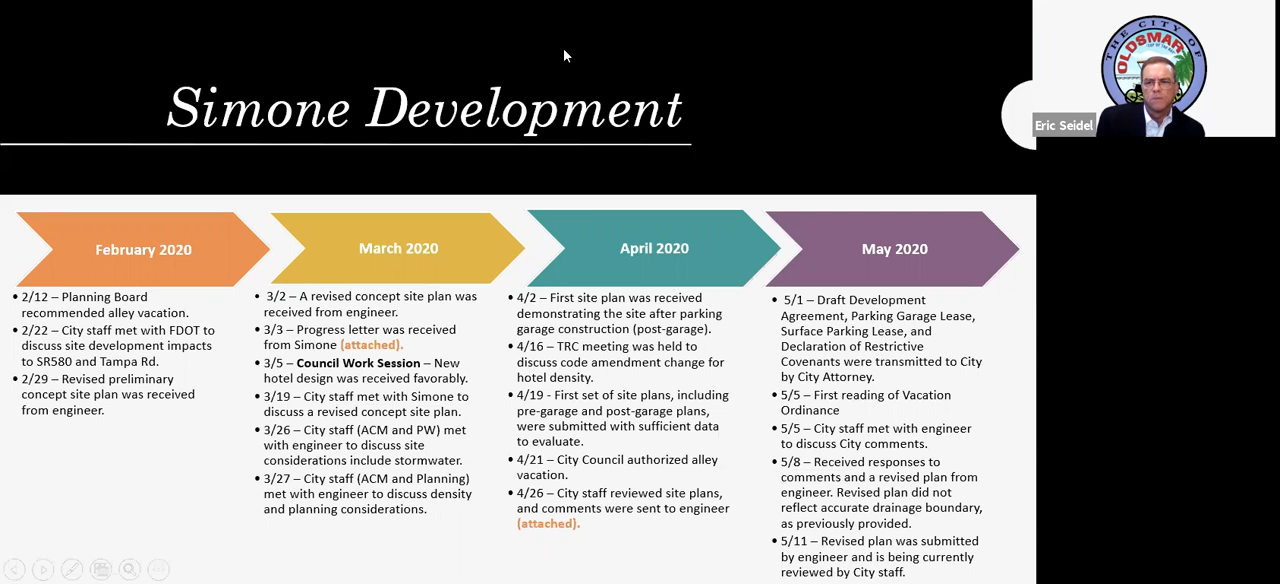 Simone Development
THE CITY OF
OLDSMAR
Eric Seidel
February 2020
• 2/12 – Planning Board
recommended alley vacation.
• 2/22 – City staff met with FDOT to
discuss site development impacts
to SR580 and Tampa Rd.
• 2/29 – Revised preliminary
concept site plan was received
from engineer.
March 2020
• 3/2 – A revised concept site plan was
received from engineer.
• 3/3 – Progress letter was received
from Simone (attached).
• 3/5 – Council Work Session – New
hotel design was received favorably.
• 3/19 – City staff met with Simone to
discuss a revised concept site plan.
• 3/26 – City staff (ACM and PW) met
with engineer to discuss site
considerations include stormwater.
• 3/27 – City staff (ACM and Planning)
met with engineer to discuss density
and planning considerations.
April 2020
• 4/2 – First site plan was received
demonstrating the site after parking
garage construction (post-garage).
• 4/16 – TRC meeting was held to
discuss code amendment change for
hotel density.
• 4/19 - First set of site plans, including
pre-garage and post-garage plans,
were submitted with sufficient data
to evaluate.
• 4/21 – City Council authorized alley
vacation.
• 4/26 – City staff reviewed site plans,
and comments were sent to engineer
(attached).
May 2020
• 5/1 – Draft Development
Agreement, Parking Garage Lease,
Surface Parking Lease, and
Declaration of Restrictive
Covenants were transmitted to City
by City Attorney.
• 5/5 – First reading of Vacation
Ordinance
• 5/5 – City staff met with engineer
to discuss City comments.
• 5/8 – Received responses to
comments and a revised plan from
engineer. Revised plan did not
reflect accurate drainage boundary,
as previously provided.
• 5/11 – Revised plan was submitted
by engineer and is being currently
reviewed by City staff.